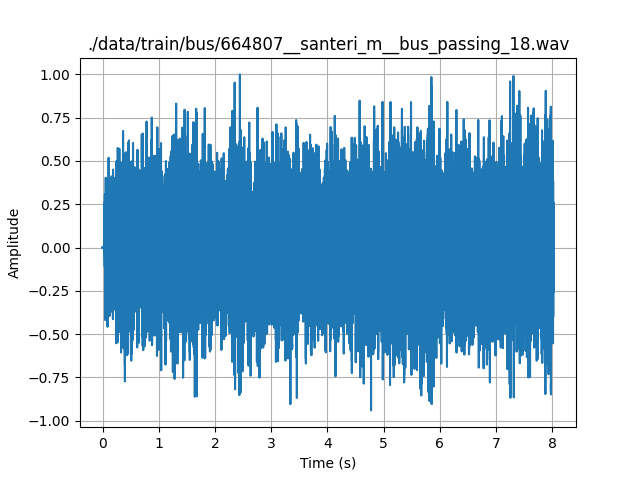 ./data/train/bus/664807__santeri_m__bus_passing_18.wav
1.00
0.75
0.50
0.25
0.00
−0.25
−0.50
−0.75
−1.00
Amplitude
0 1 2 3 4 5 6 7 8
Time (s)